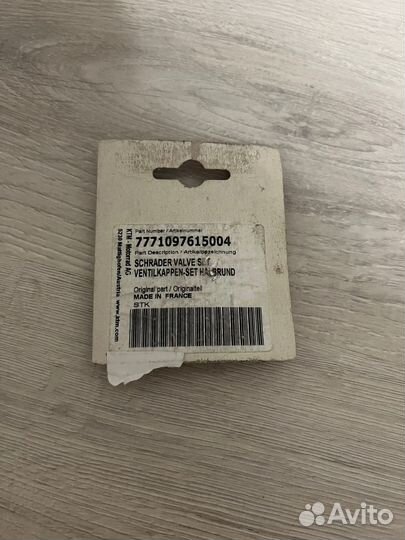 KTM - Motorrad AG
5230 Mattighofen/Austria www.ktm.com
Part Number / Artikelnummer
7771097615004
Part Description / Artikelbezeichnung
SCHRADER VALVE SET
VENTILKAPPEN-SET HALBRUND
Original part / Originalteil
MADE IN FRANCE
STK
Avito